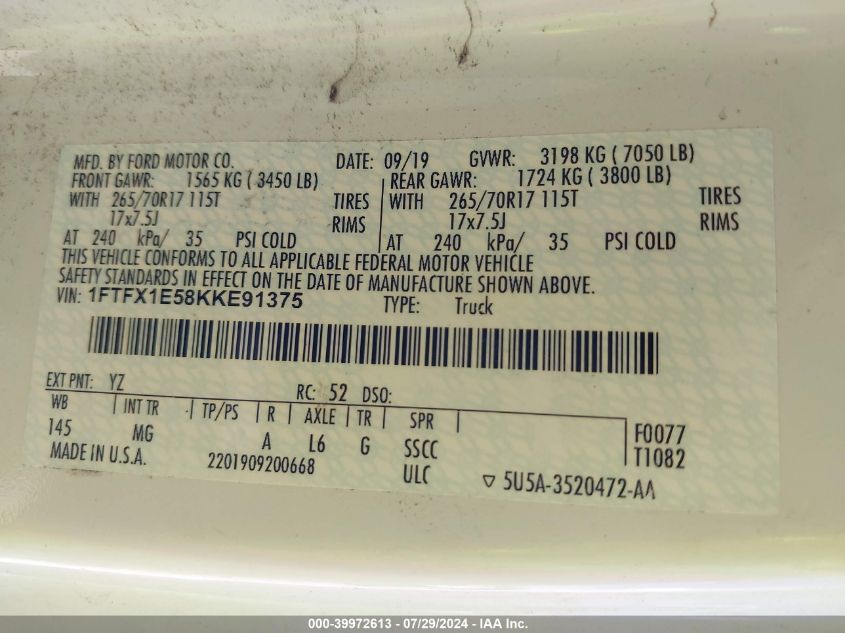 MFD. BY FORD MOTOR CO. DATE: 09/19 GVWR: 3198 KG ( 7050 LB)
FRONT GAWR: 1565 KG ( 3450 LB) REAR GAWR: 1724 KG ( 3800 LB)
WITH 265/70R17 115T TIRES WITH 265/70R17 115T TIRES
17x7.5J RIMS 17x7.5J RIMS
AT 240 kPa/ 35 PSI COLD AT 240 kPa/ 35 PSI COLD
THIS VEHICLE CONFORMS TO ALL APPLICABLE FEDERAL MOTOR VEHICLE
SAFETY STANDARDS IN EFFECT ON THE DATE OF MANUFACTURE SHOWN ABOVE.
VIN: 1FTFX1E58KKE91375 TYPE: Truck
EXT PNT: YZ RC: 52 DSO:
WB INT TR TP/PS R AXLE TR SPR
145 MG A L6 G SSCC F0077
MADE IN U.S.A. 2201909200668 ULC T1082
5U5A-3520472-AA
000-39972613 - 07/29/2024 - IAA Inc.